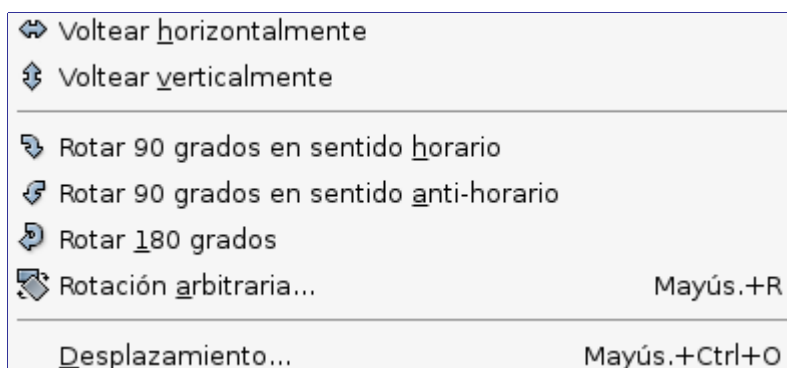 Voltear horizontalmente
Voltear verticalmente
Rotar 90 grados en sentido horario
Rotar 90 grados en sentido anti-horario
Rotar 180 grados
Rotación arbitraria... Mayús.+R
Desplazamiento... Mayús.+Ctrl+O